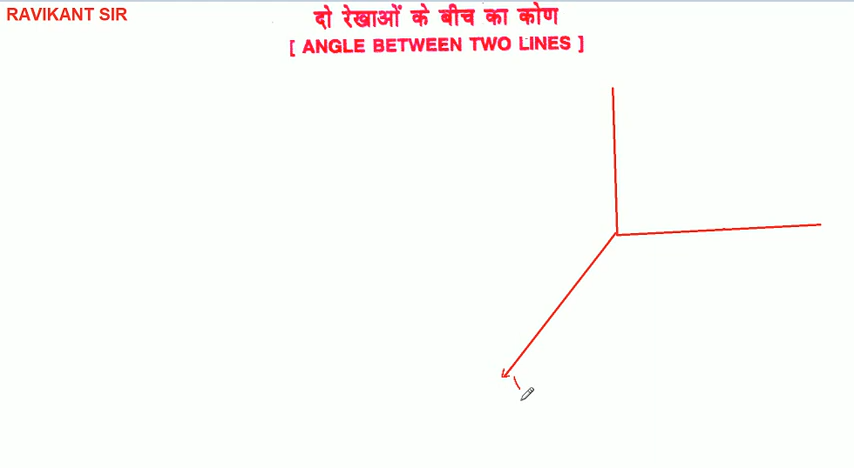 RAVIKANT SIR
दो रेखाओं के बीच का कोण
[ ANGLE BETWEEN TWO LINES ]